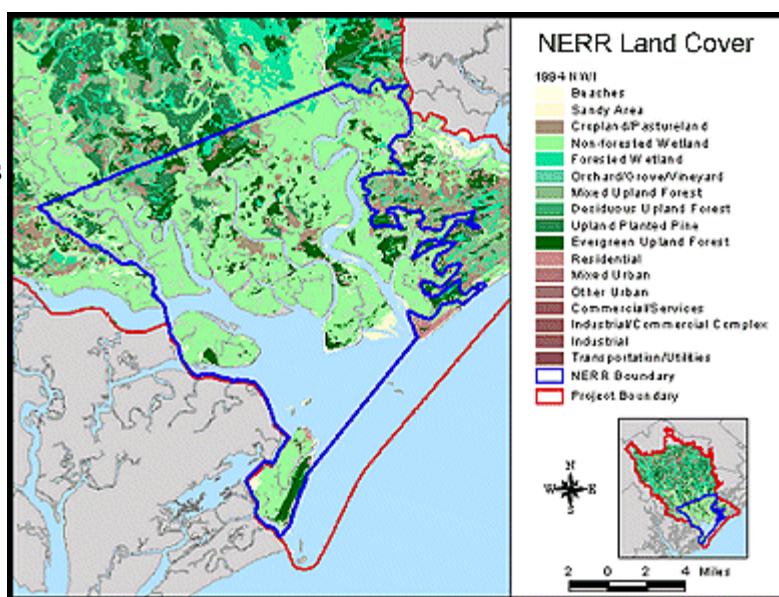 NERR Land Cover
1994 NWI
Beaches
Sandy Area
Cropland/Pastureland
Non-forested Wetland
Forested Wetland
Orchard/Grove/Vineyard
Mixed Upland Forest
Deciduous Upland Forest
Upland Planted Pine
Evergreen Upland Forest
Residential
Mixed Urban
Other Urban
Commercial/Services
Industrial/Commercial Complex
Industrial
Transportation/Utilities
NERR Boundary
Project Boundary
N
W E
S
2 0 2 4 Miles